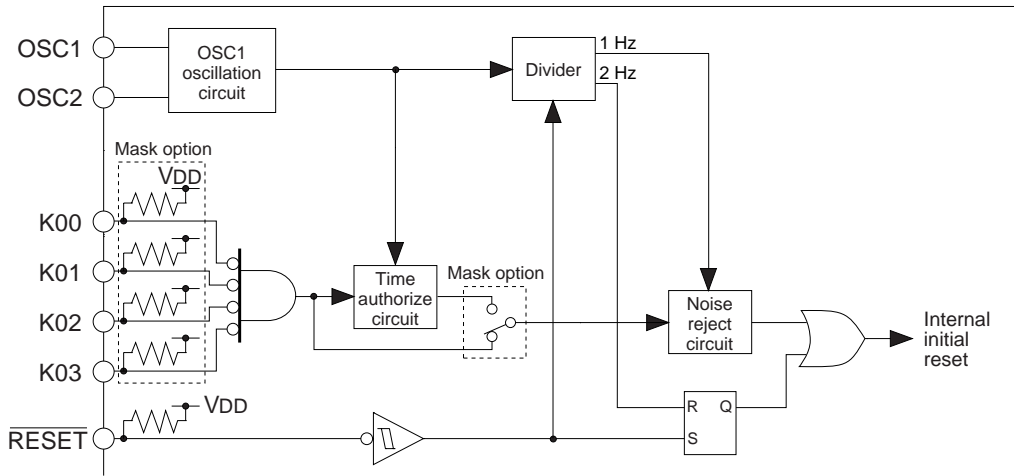 OSC1
OSC2
OSC1
oscillation
circuit
Divider
1 Hz
2 Hz
Mask option
VDD
K00
K01
K02
K03
Time
authorize
circuit
Mask option
Noise
reject
circuit
Internal
initial
reset
VDD
RESET
R Q
S